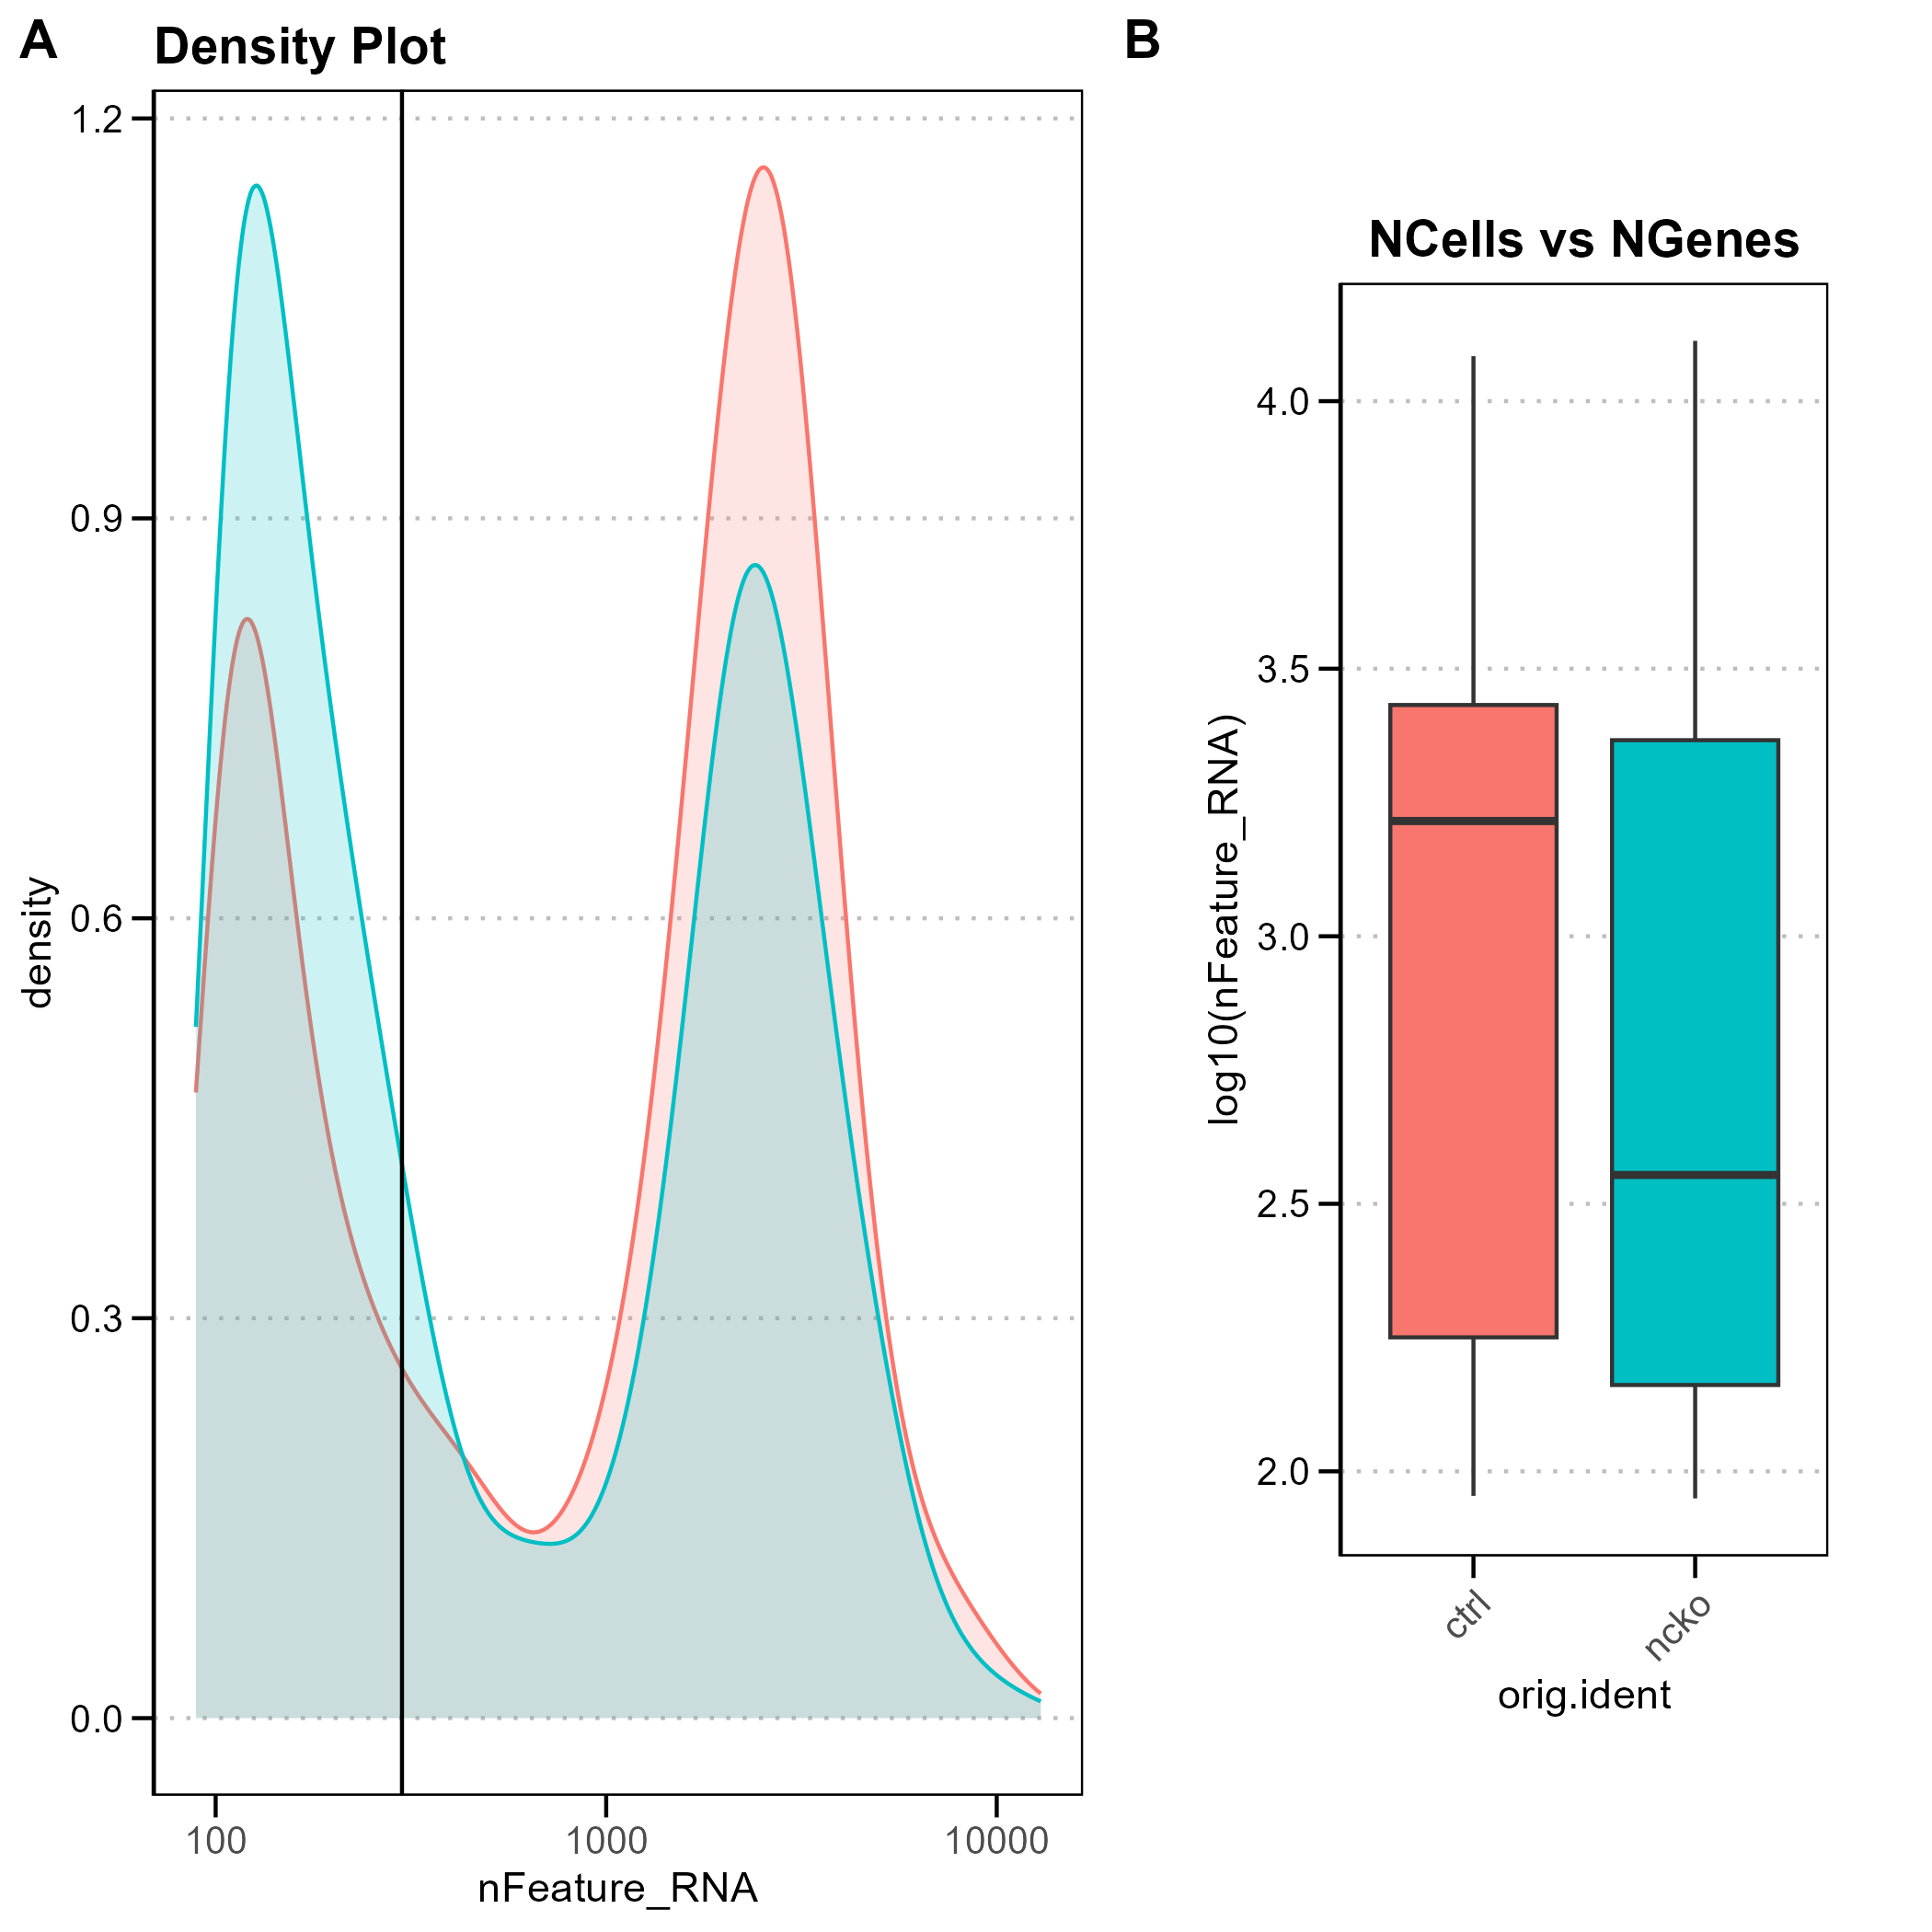 A
Density Plot
1.2
0.9
0.6
0.3
0.0
density
100
1000
10000
nFeature_RNA
B
NCells vs NGenes
4.0
3.5
3.0
2.5
2.0
log10(nFeature_RNA)
ctrl
ncko
orig.ident